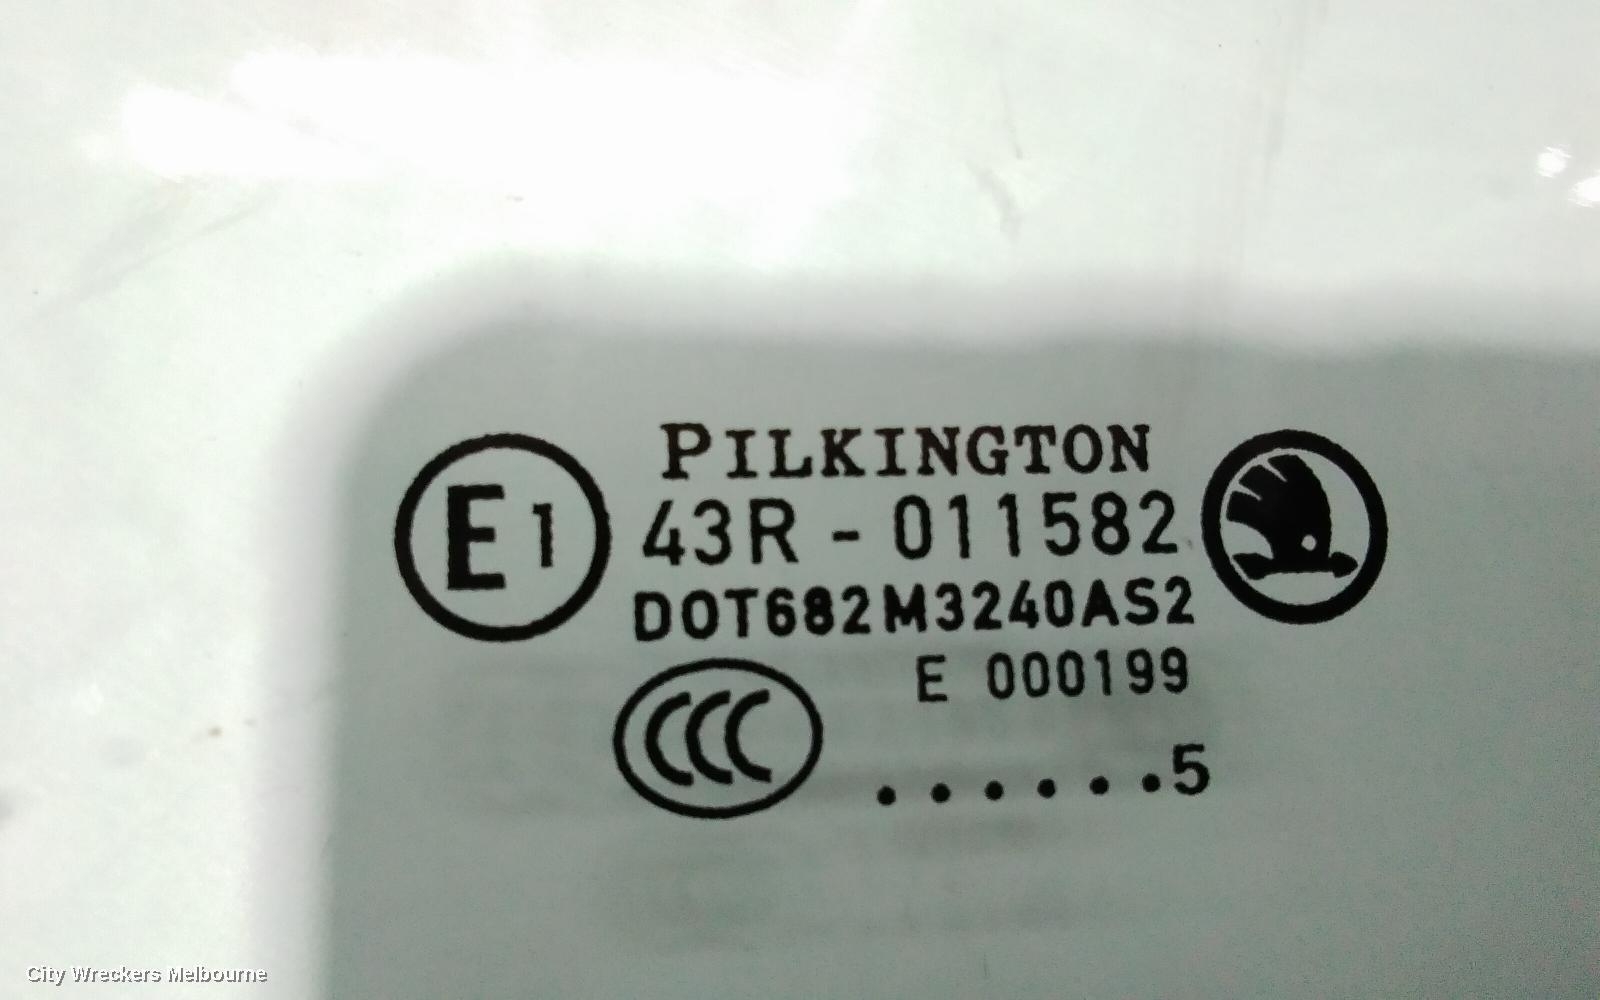 PILKINGTON
E1
43R - 011582
DOT682M3240AS2
E 000199
CCC
......5
City Wreckers Melbourne